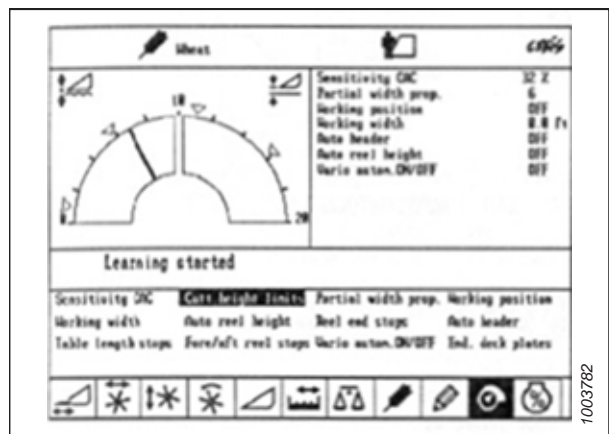 Wheat
CLAAS
Sensitivity CAC 32 %
Partial width prop. 6
Working position OFF
Working width 0.0 Ft
Auto header OFF
Auto reel height OFF
Vario autom.ON/OFF OFF
0 10 20
Learning started
Sensitivity CAC Cutt.height limits Partial width prop. Working position
Working width Auto reel height Reel end stops Auto header
Table length stops Fore/aft reel stops Vario autom.ON/OFF End. deck plates
1003782